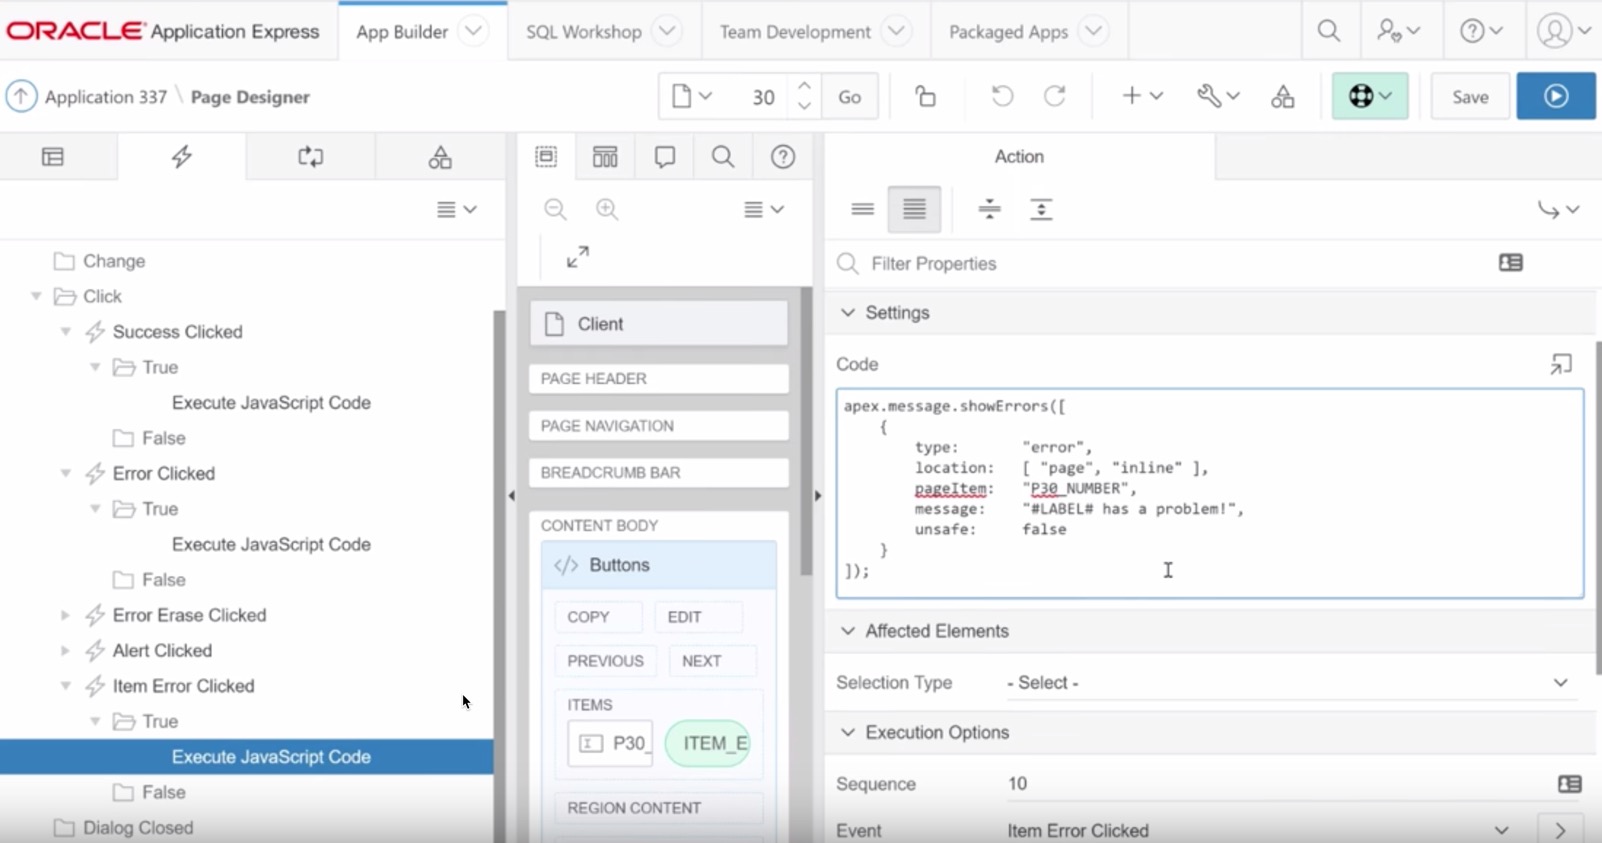 ORACLE® Application Express
App Builder
SQL Workshop
Team Development
Packaged Apps
Application 337 \ Page Designer
30
Go
Save
Change
Click
Success Clicked
True
Execute JavaScript Code
False
Error Clicked
True
Execute JavaScript Code
False
Error Erase Clicked
Alert Clicked
Item Error Clicked
True
Execute JavaScript Code
False
Dialog Closed
Client
PAGE HEADER
PAGE NAVIGATION
BREADCRUMB BAR
CONTENT BODY
</> Buttons
COPY EDIT
PREVIOUS NEXT
ITEMS
P30_ ITEM_E
REGION CONTENT
Action
Filter Properties
Settings
Code
apex.message.showErrors([
{
type: "error",
location: [ "page", "inline" ],
pageItem: "P30_NUMBER",
message: "#LABEL# has a problem!",
unsafe: false
}
]);
Affected Elements
Selection Type - Select -
Execution Options
Sequence 10
Event Item Error Clicked